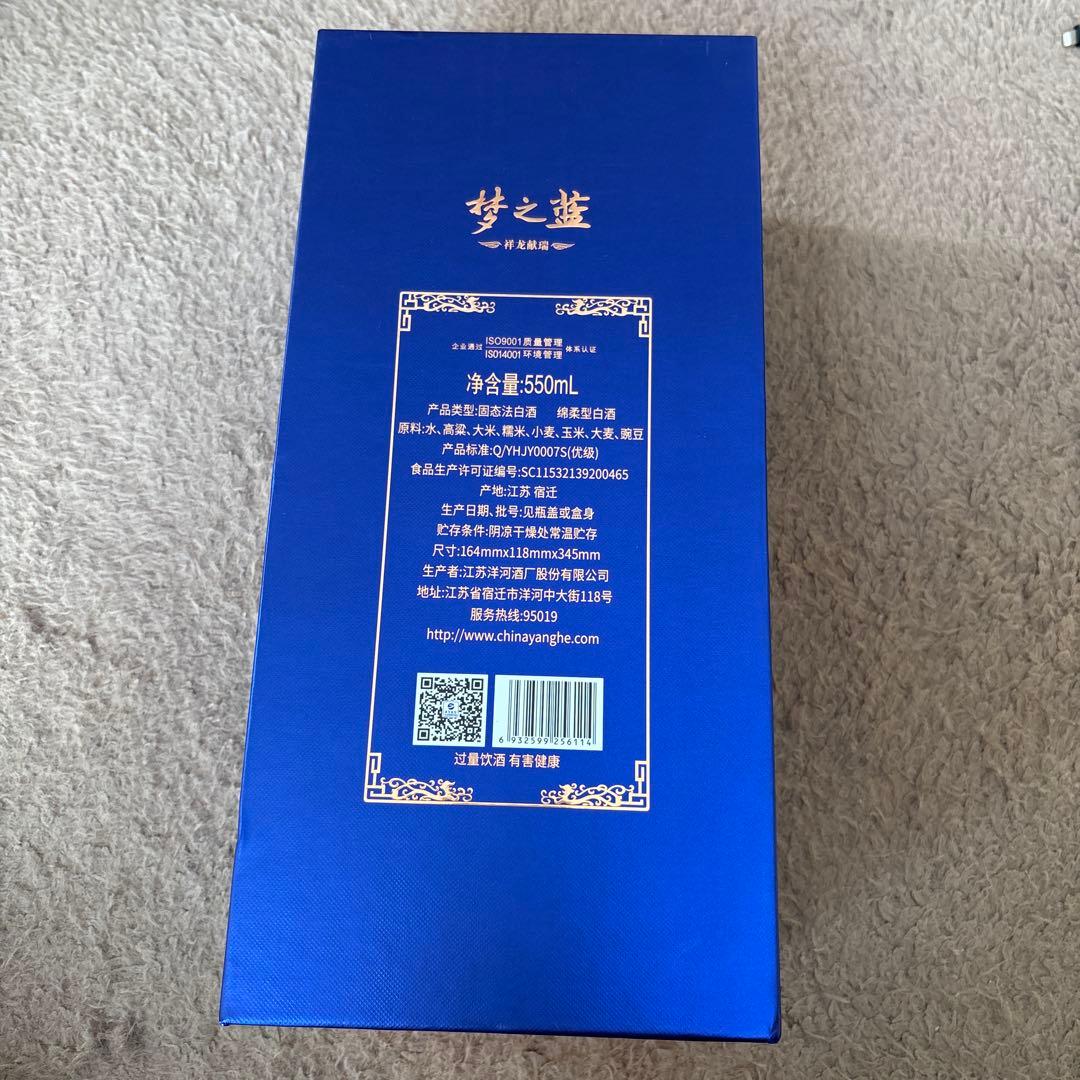 梦之蓝
祥龙献瑞
企业通过 ISO9001质量管理 体系认证
ISO14001环境管理
净含量:550mL
产品类型:固态法白酒 绵柔型白酒
原料:水、高粱、大米、糯米、小麦、玉米、大麦、豌豆
产品标准:Q/YHJY0007S(优级)
食品生产许可证编号:SC11532139200465
产地:江苏 宿迁
生产日期、批号:见瓶盖或盒身
贮存条件:阴凉干燥处常温贮存
尺寸:164mmx118mmx345mm
生产者:江苏洋河酒厂股份有限公司
地址:江苏省宿迁市洋河中大街118号
服务热线:95019
http://www.chinayanghe.com
6 932599 256114
过量饮酒 有害健康